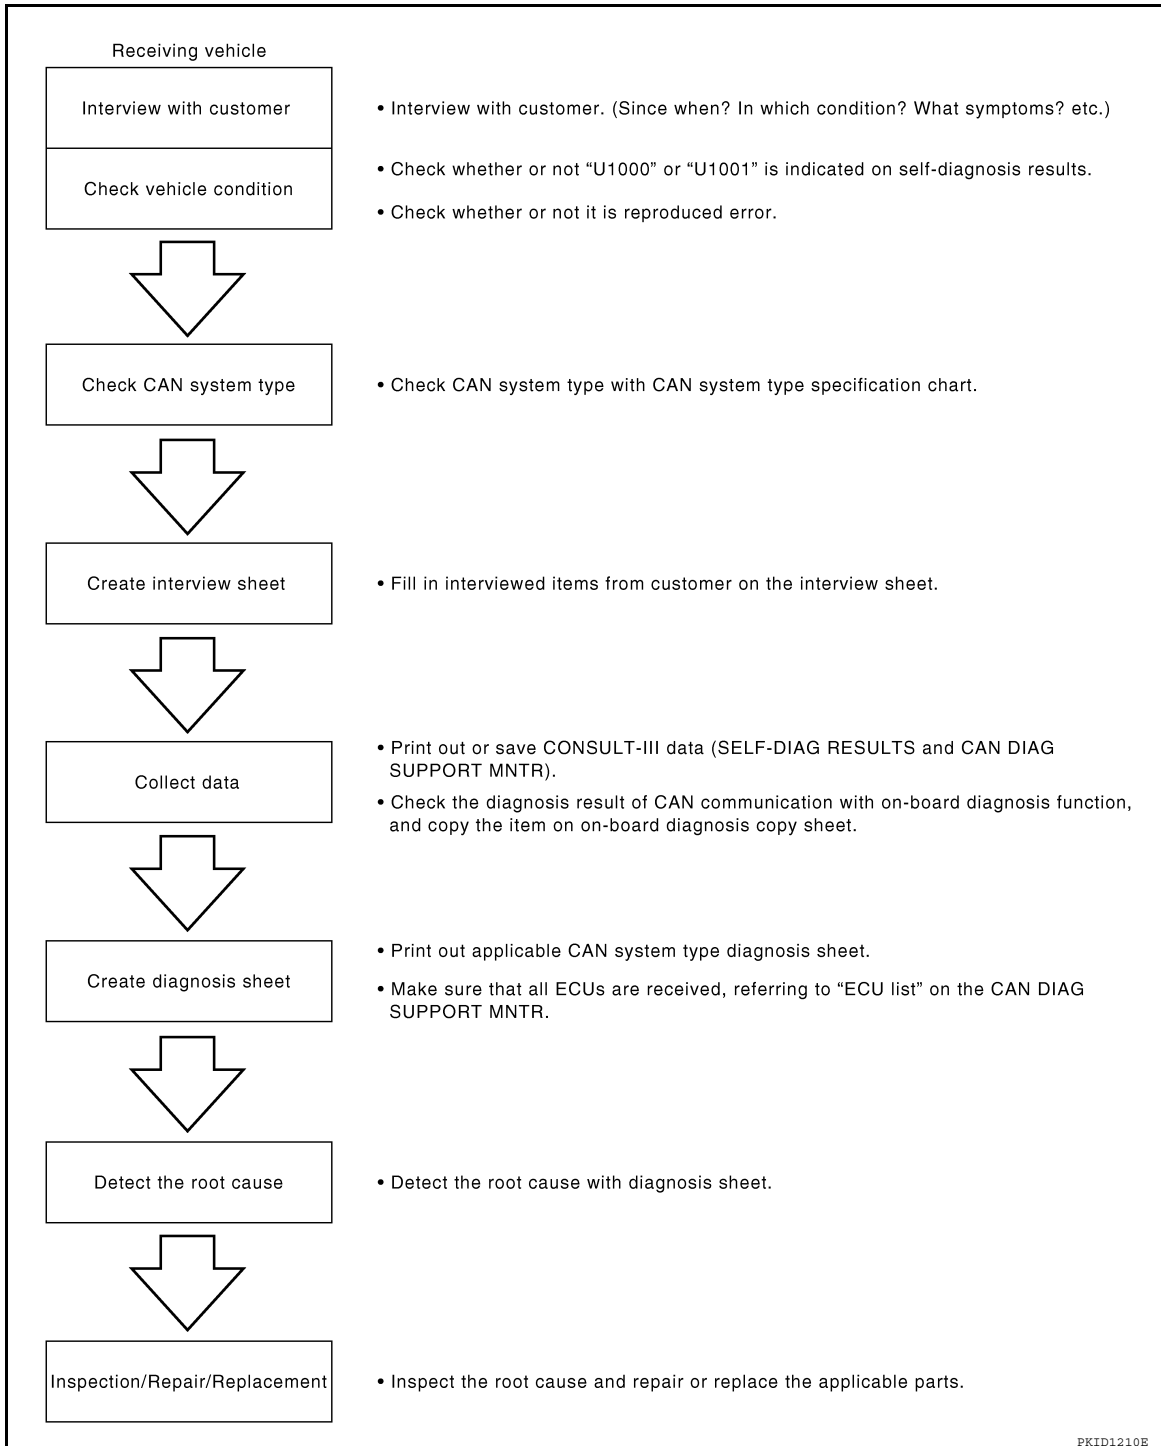 Receiving vehicle
Interview with customer
• Interview with customer. (Since when? In which condition? What symptoms? etc.)
Check vehicle condition
• Check whether or not “U1000” or “U1001” is indicated on self-diagnosis results.
• Check whether or not it is reproduced error.
Check CAN system type
• Check CAN system type with CAN system type specification chart.
Create interview sheet
• Fill in interviewed items from customer on the interview sheet.
Collect data
• Print out or save CONSULT-III data (SELF-DIAG RESULTS and CAN DIAG
SUPPORT MNTR).
• Check the diagnosis result of CAN communication with on-board diagnosis function,
and copy the item on on-board diagnosis copy sheet.
Create diagnosis sheet
• Print out applicable CAN system type diagnosis sheet.
• Make sure that all ECUs are received, referring to “ECU list” on the CAN DIAG
SUPPORT MNTR.
Detect the root cause
• Detect the root cause with diagnosis sheet.
Inspection/Repair/Replacement
• Inspect the root cause and repair or replace the applicable parts.
PKID1210E